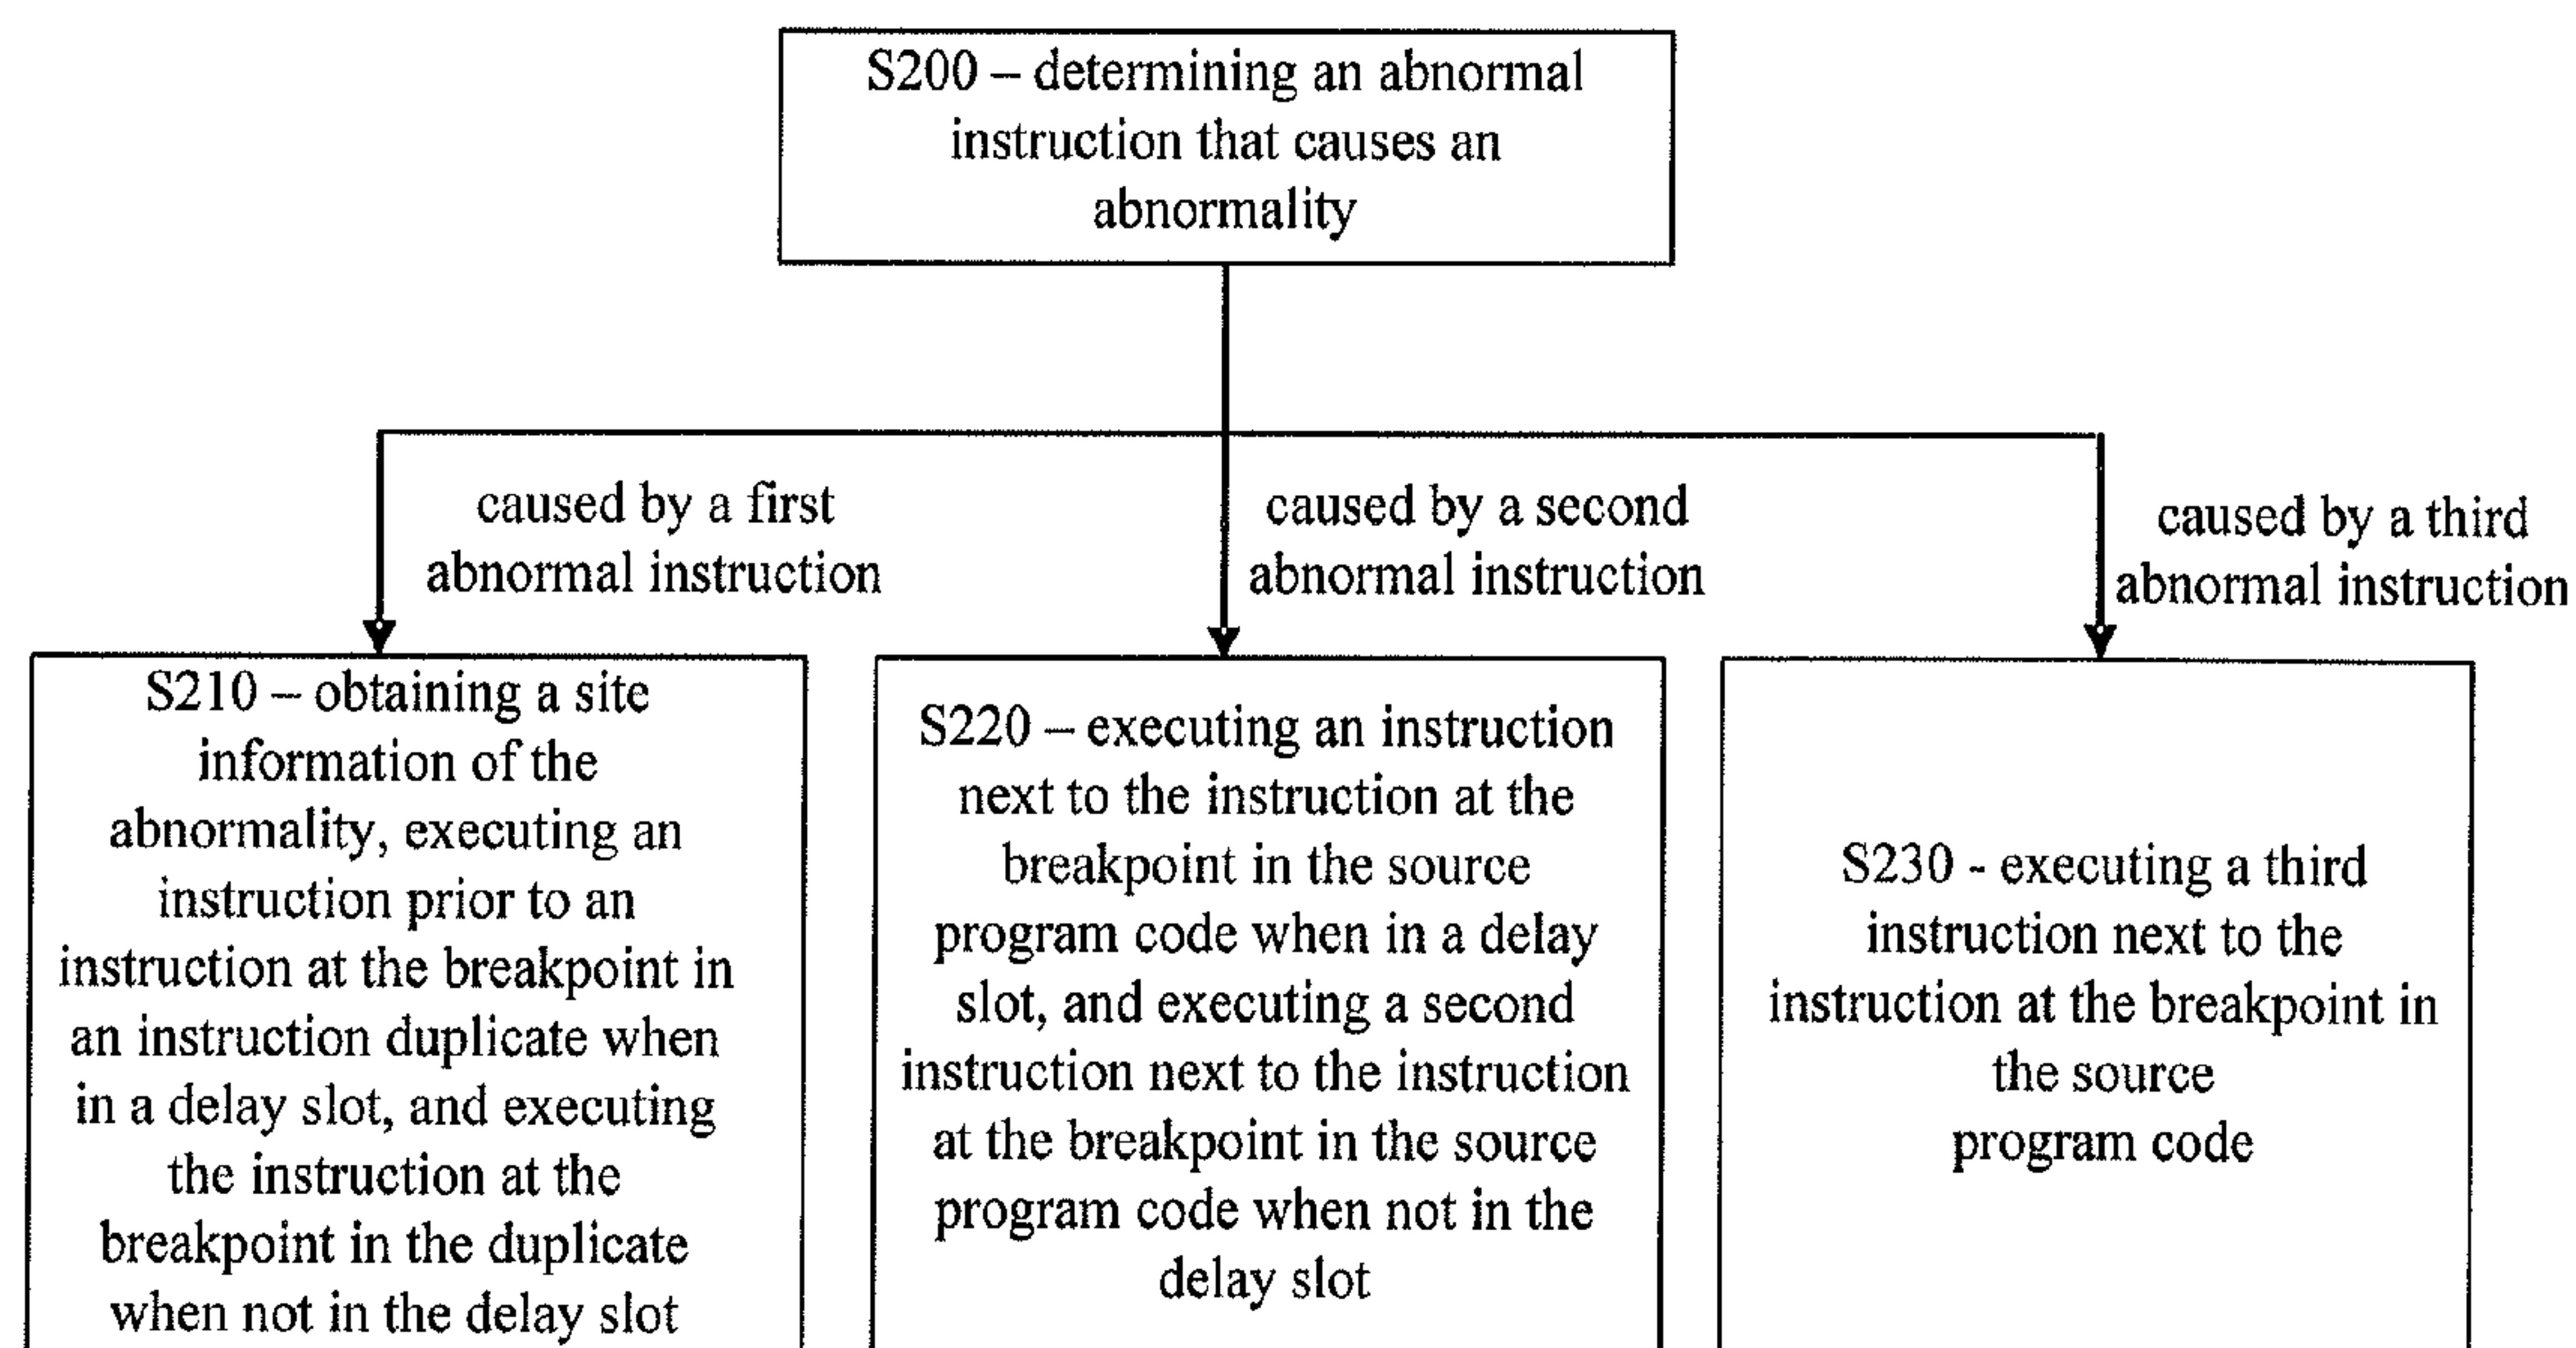 S200 – determining an abnormal
instruction that causes an
abnormality
caused by a first
abnormal instruction
caused by a second
abnormal instruction
caused by a third
abnormal instruction
S210 – obtaining a site
information of the
abnormality, executing an
instruction prior to an
instruction at the breakpoint in
an instruction duplicate when
in a delay slot, and executing
the instruction at the
breakpoint in the duplicate
when not in the delay slot
S220 – executing an instruction
next to the instruction at the
breakpoint in the source
program code when in a delay
slot, and executing a second
instruction next to the instruction
at the breakpoint in the source
program code when not in the
delay slot
S230 - executing a third
instruction next to the
instruction at the breakpoint in
the source
program code